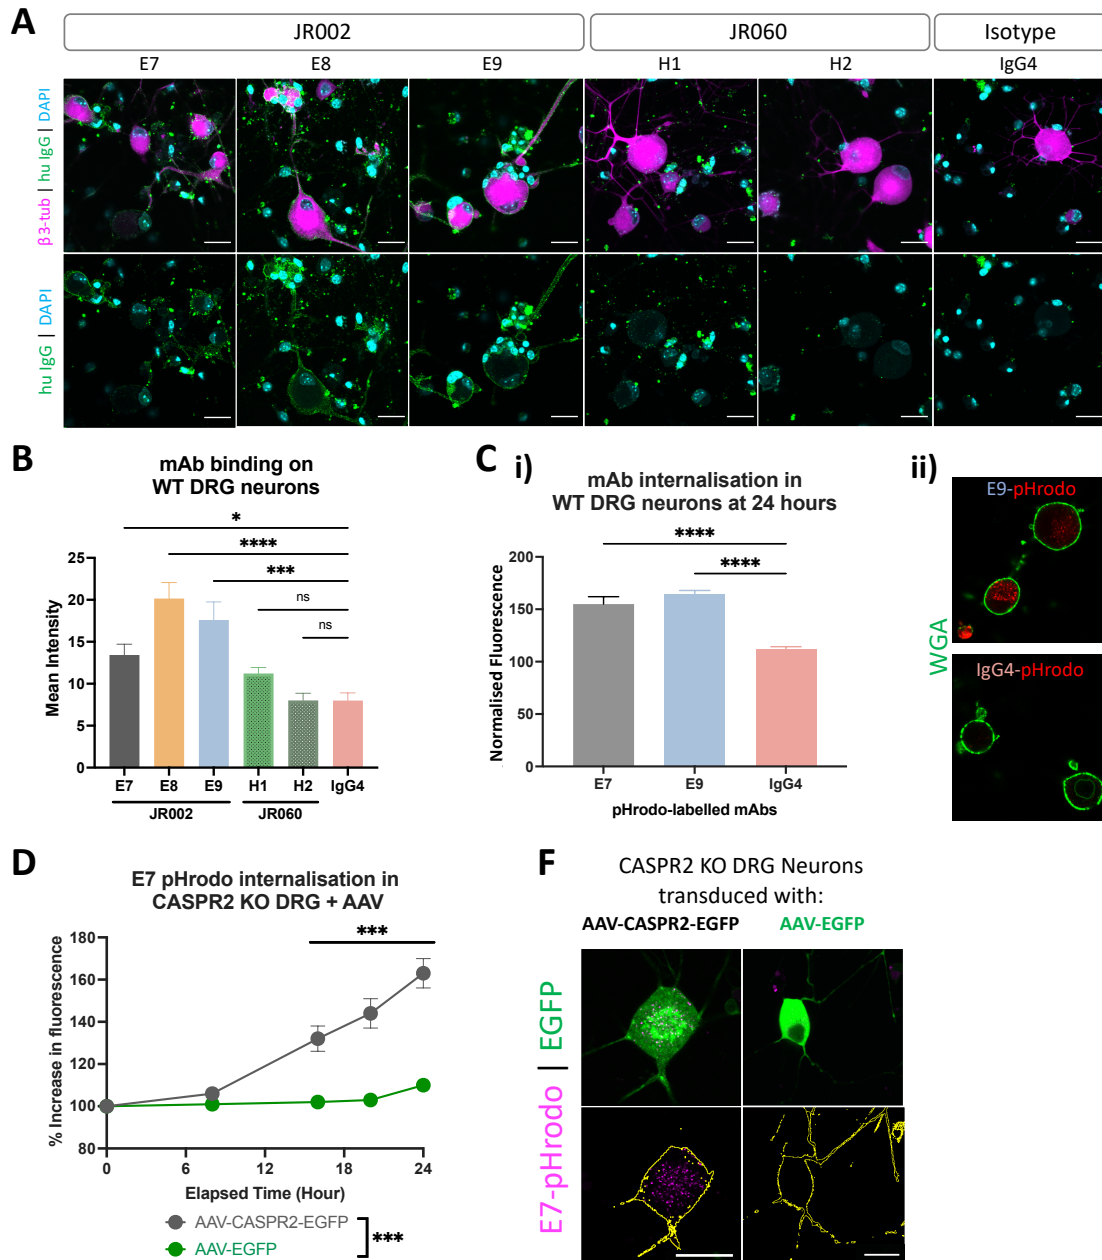 A
JR002
JR060
Isotype
E7
E8
E9
H1
H2
IgG4
β3-tub | hu IgG | DAPI
hu IgG | DAPI
B
mAb binding on
WT DRG neurons
*
****
***
ns
ns
Mean Intensity
25
20
15
10
5
0
E7
E8
E9
H1
H2
IgG4
JR002
JR060
C
i)
mAb internalisation in
WT DRG neurons at 24 hours
****
****
Normalised Fluorescence
200
150
100
50
0
E7
E9
IgG4
pHrodo-labelled mAbs
ii)
E9-pHrodo
IgG4-pHrodo
WGA
D
E7 pHrodo internalisation in
CASPR2 KO DRG + AAV
***
% Increase in fluorescence
180
160
140
120
100
80
0
6
12
18
24
Elapsed Time (Hour)
AAV-CASPR2-EGFP
AAV-EGFP
***
F
CASPR2 KO DRG Neurons
transduced with:
AAV-CASPR2-EGFP
AAV-EGFP
E7-pHrodo | EGFP